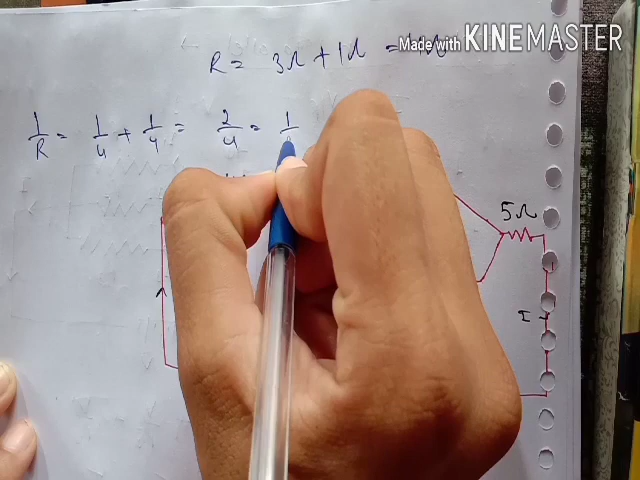 Made with KINEMASTER
R = 3Ω + 1Ω =
1/R = 1/4 + 1/4 = 2/4 = 1/
5Ω
I